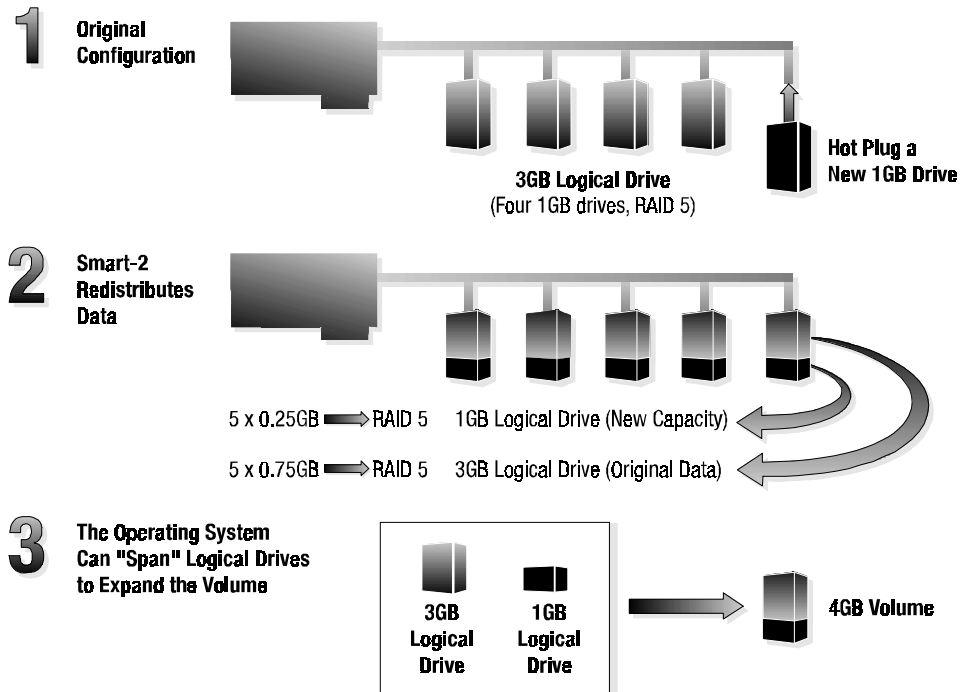 1
Original
Configuration
Hot Plug a
New 1GB Drive
3GB Logical Drive
(Four 1GB drives, RAID 5)
2
Smart-2
Redistributes
Data
5 x 0.25GB RAID 5 1GB Logical Drive (New Capacity)
5 x 0.75GB RAID 5 3GB Logical Drive (Original Data)
3
The Operating System
Can "Span" Logical Drives
to Expand the Volume
3GB
Logical
Drive
1GB
Logical
Drive
4GB Volume